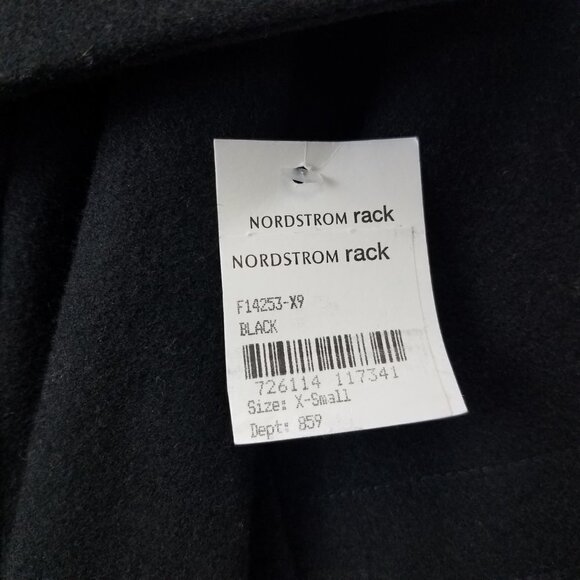 NORDSTROM rack
NORDSTROM rack
F14253-X9
BLACK
726114 117341
Size: X-Small
Dept: 859